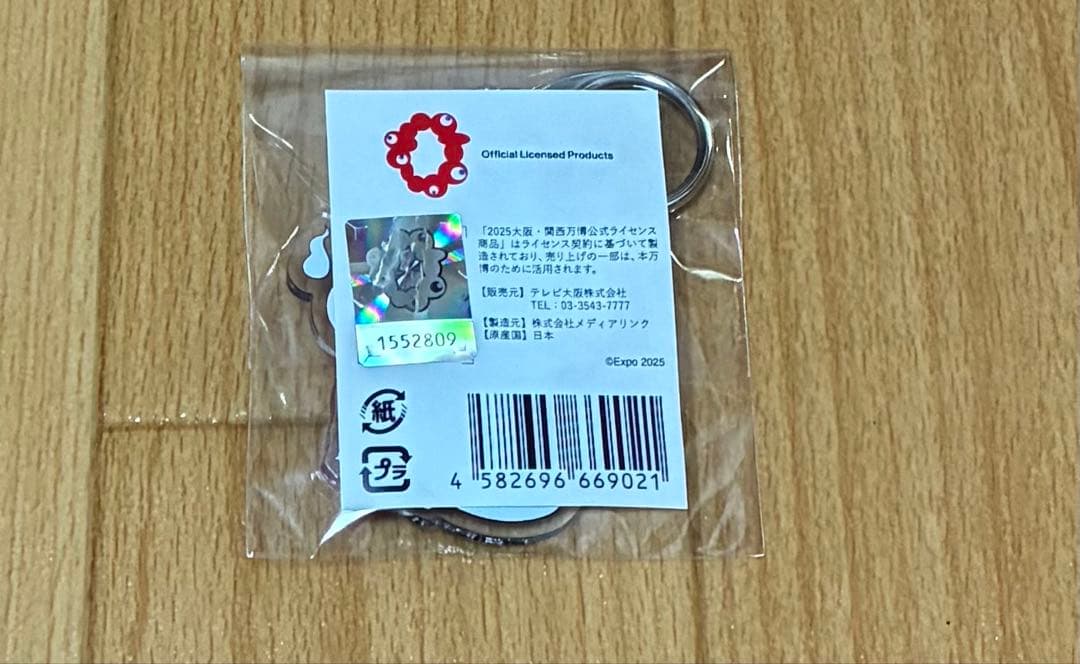 Official Licensed Products
「2025大阪・関西万博公式ライセンス
商品」はライセンス契約に基づいて製
造されており、売り上げの一部は、本万
博のために活用されます。
【販売元】テレビ大阪株式会社
TEL：03-3543-7777
【製造元】株式会社メディアリンク
【原産国】日本
1552809
©Expo 2025
紙
プラ
4 582696 669021